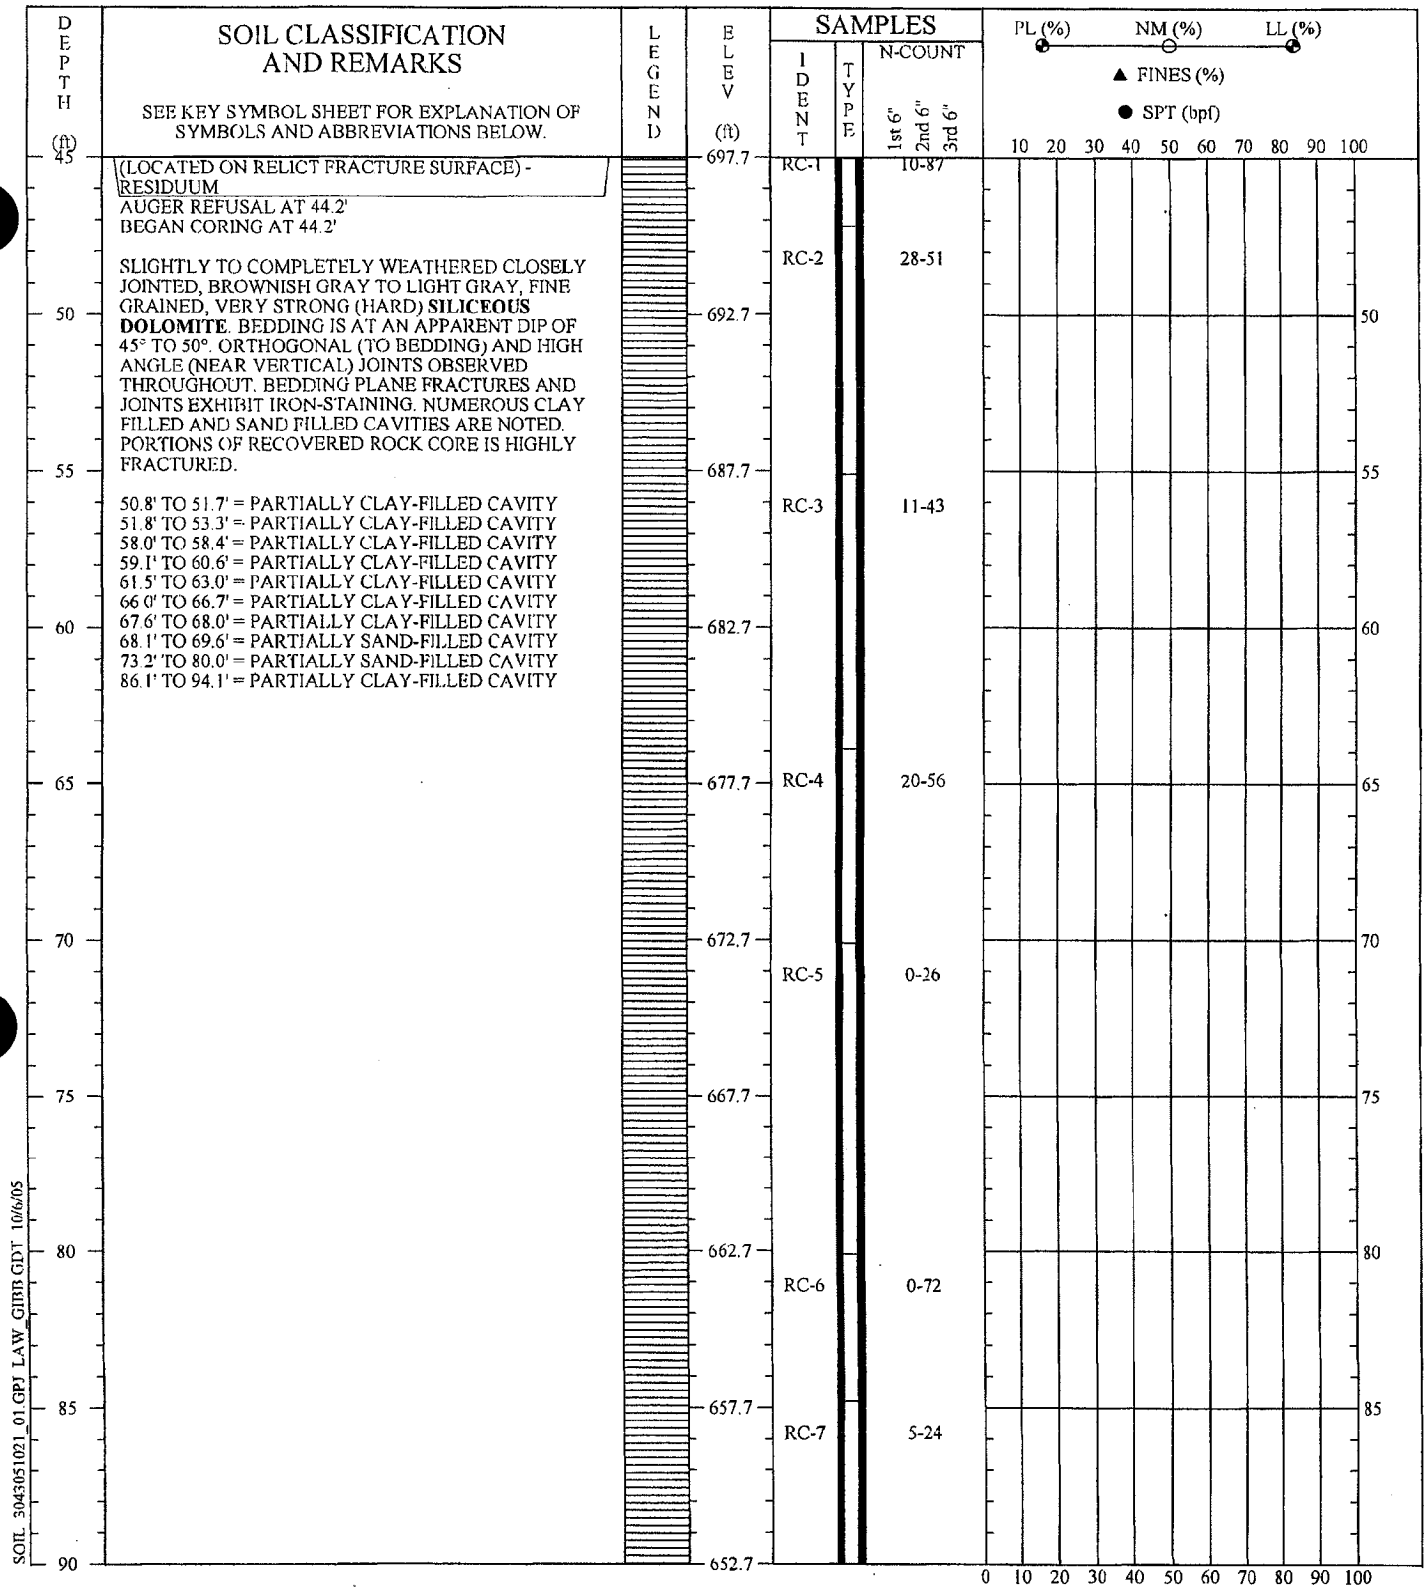 DEPTH
(ft)
SOIL CLASSIFICATION
AND REMARKS
SEE KEY SYMBOL SHEET FOR EXPLANATION OF
SYMBOLS AND ABBREVIATIONS BELOW.
LEGEND
ELEV
(ft)
SAMPLES
IDENT
TYPE
N-COUNT
1st 6"
2nd 6"
3rd 6"
PL (%) NM (%) LL (%)
▲ FINES (%)
● SPT (bpf)
10 20 30 40 50 60 70 80 90 100
45
(LOCATED ON RELICT FRACTURE SURFACE) -
RESIDUUM
AUGER REFUSAL AT 44.2'
BEGAN CORING AT 44.2'
SLIGHTLY TO COMPLETELY WEATHERED CLOSELY
JOINTED, BROWNISH GRAY TO LIGHT GRAY, FINE
GRAINED, VERY STRONG (HARD) SILICEOUS
DOLOMITE. BEDDING IS AT AN APPARENT DIP OF
45° TO 50°. ORTHOGONAL (TO BEDDING) AND HIGH
ANGLE (NEAR VERTICAL) JOINTS OBSERVED
THROUGHOUT. BEDDING PLANE FRACTURES AND
JOINTS EXHIBIT IRON-STAINING. NUMEROUS CLAY
FILLED AND SAND FILLED CAVITIES ARE NOTED.
PORTIONS OF RECOVERED ROCK CORE IS HIGHLY
FRACTURED.
50.8' TO 51.7' = PARTIALLY CLAY-FILLED CAVITY
51.8' TO 53.3' = PARTIALLY CLAY-FILLED CAVITY
58.0' TO 58.4' = PARTIALLY CLAY-FILLED CAVITY
59.1' TO 60.6' = PARTIALLY CLAY-FILLED CAVITY
61.5' TO 63.0' = PARTIALLY CLAY-FILLED CAVITY
66.0' TO 66.7' = PARTIALLY CLAY-FILLED CAVITY
67.6' TO 68.0' = PARTIALLY CLAY-FILLED CAVITY
68.1' TO 69.6' = PARTIALLY SAND-FILLED CAVITY
73.2' TO 80.0' = PARTIALLY SAND-FILLED CAVITY
86.1' TO 94.1' = PARTIALLY CLAY-FILLED CAVITY
697.7
RC-1 10-87
RC-2 28-51
50 692.7 50
55 687.7 55
RC-3 11-43
60 682.7 60
65 677.7 RC-4 20-56 65
70 672.7 70
RC-5 0-26
75 667.7 75
80 662.7 80
RC-6 0-72
85 657.7 85
RC-7 5-24
90 652.7
0 10 20 30 40 50 60 70 80 90 100
SOIL 3043051021_01.GPJ LAW_GIBB GDT 10/6/05